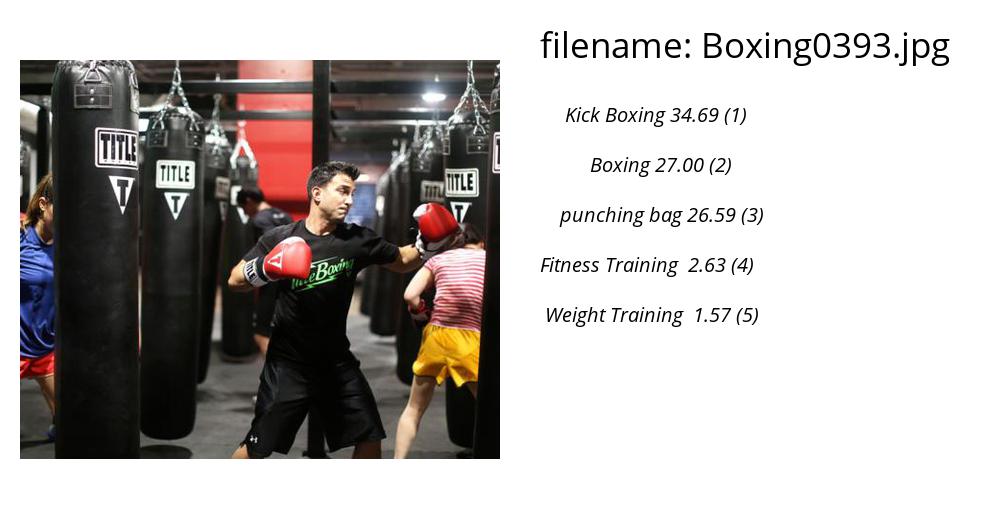 filename: Boxing0393.jpg
Kick Boxing 34.69 (1)
Boxing 27.00 (2)
punching bag 26.59 (3)
Fitness Training 2.63 (4)
Weight Training 1.57 (5)
TITLE
T
TITLE
T
TITLE
TITLE
TitleBoxing